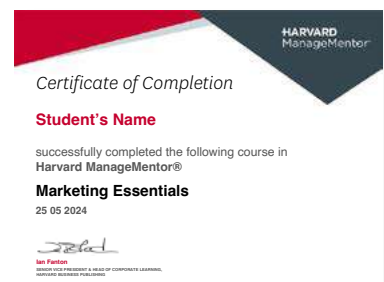 HARVARD
ManageMentor
Certificate of Completion
Student's Name
successfully completed the following course in
Harvard ManageMentor®
Marketing Essentials
25 05 2024
Ian Fanton
SENIOR VICE PRESIDENT & HEAD OF CORPORATE LEARNING,
HARVARD BUSINESS PUBLISHING